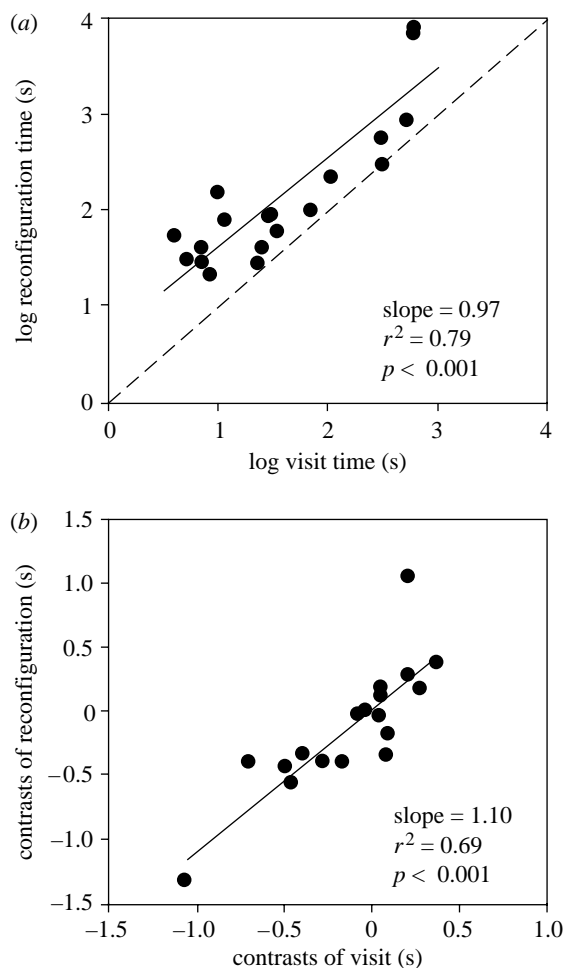 (a)
4
3
2
1
0
log reconfiguration time (s)
slope = 0.97
r² = 0.79
p < 0.001
0 1 2 3 4
log visit time (s)
(b)
1.5
1.0
0.5
0
−0.5
−1.0
−1.5
contrasts of reconfiguration (s)
slope = 1.10
r² = 0.69
p < 0.001
−1.5 −1.0 −0.5 0 0.5 1.0
contrasts of visit (s)